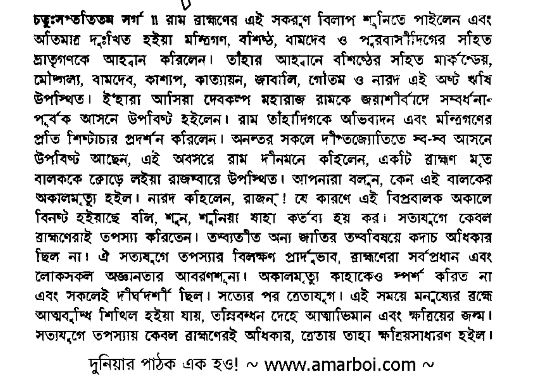 চতুঃসপ্ততিতম সর্গ ॥ রাম ব্রাহ্মণের এই সকরুণ বিলাপ শুনিতে পাইলেন এবং
অতিমাত্র দুঃখিত হইয়া মন্ত্রিগণ, বশিষ্ঠ, বামদেব ও পুরবাসীদিগের সহিত
ভ্রাতৃগণকে আহ্বান করিলেন। তাঁহার আহ্বানে বশিষ্ঠের সহিত মার্কণ্ডেয়,
মৌদ্গল্য, বামদেব, কাশ্যপ, কাত্যায়ন, জাবালি, গৌতম ও নারদ এই অষ্ট ঋষি
উপস্থিত। ই'হারা আসিয়া দেবকল্প মহারাজ রামকে জয়াশীর্বাদে সম্বর্ধনা-
পূর্বক আসনে উপবিষ্ট হইলেন। রাম তাঁহাদিগকে অভিবাদন এবং মন্ত্রিগণের
প্রতি শিষ্টাচার প্রদর্শন করিলেন। অনন্তর সকলে দীপ্তজ্যোতিতে স্ব-স্ব আসনে
উপবিষ্ট আছেন, এই অবসরে রাম দীনমনে কহিলেন, একটি ব্রাহ্মণ মৃত
বালককে ক্রোড়ে লইয়া রাজদ্বারে উপস্থিত। আপনারা বলুন, কেন এই বালকের
অকালমৃত্যু হইল। নারদ কহিলেন, রাজন্! যে কারণে এই বিপ্রবালক অকালে
বিনষ্ট হইয়াছে বলি, শুন, শুনিয়া যাহা কর্তব্য হয় কর। সত্যযুগে কেবল
ব্রাহ্মণেরাই তপস্যা করিতেন। তদ্ব্যতীত অন্য জাতির তদ্বিষয়ে কদাচ অধিকার
ছিল না। ঐ সত্যযুগে তপস্যার বিলক্ষণ প্রাদুর্ভাব, ব্রাহ্মণেরা সর্বপ্রধান এবং
লোকসকল অজ্ঞানতার আবরণশূন্য। অকালমৃত্যু কাহাকেও স্পর্শ করিত না
এবং সকলেই দীর্ঘদর্শী ছিল। সত্যের পর ত্রেতাযুগ। এই সময়ে মনুষ্যের ব্রহ্মে
আত্মবুদ্ধি শিথিল হইয়া যায়, তন্নিবন্ধন দেহে আত্মাভিমান এবং ক্ষত্রিয়ের জন্ম।
সত্যযুগে তপস্যায় কেবল ব্রাহ্মণেরই অধিকার, ত্রেতায় তাহা ক্ষত্রিয়সাধারণ হইল।
দুনিয়ার পাঠক এক হও! ~ www.amarboi.com ~